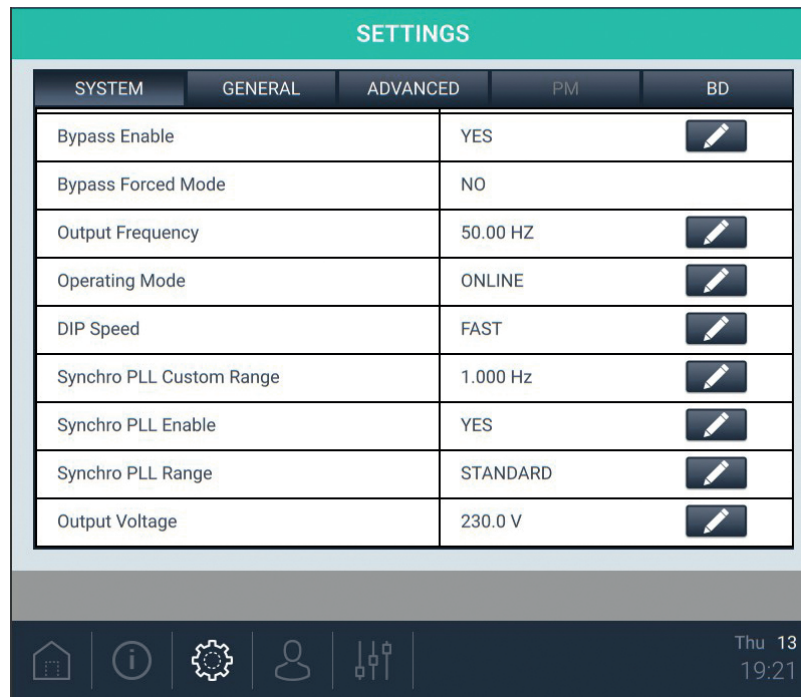 SETTINGS
SYSTEM GENERAL ADVANCED PM BD
Bypass Enable YES
Bypass Forced Mode NO
Output Frequency 50.00 HZ
Operating Mode ONLINE
DIP Speed FAST
Synchro PLL Custom Range 1.000 Hz
Synchro PLL Enable YES
Synchro PLL Range STANDARD
Output Voltage 230.0 V
Thu 13
19:21